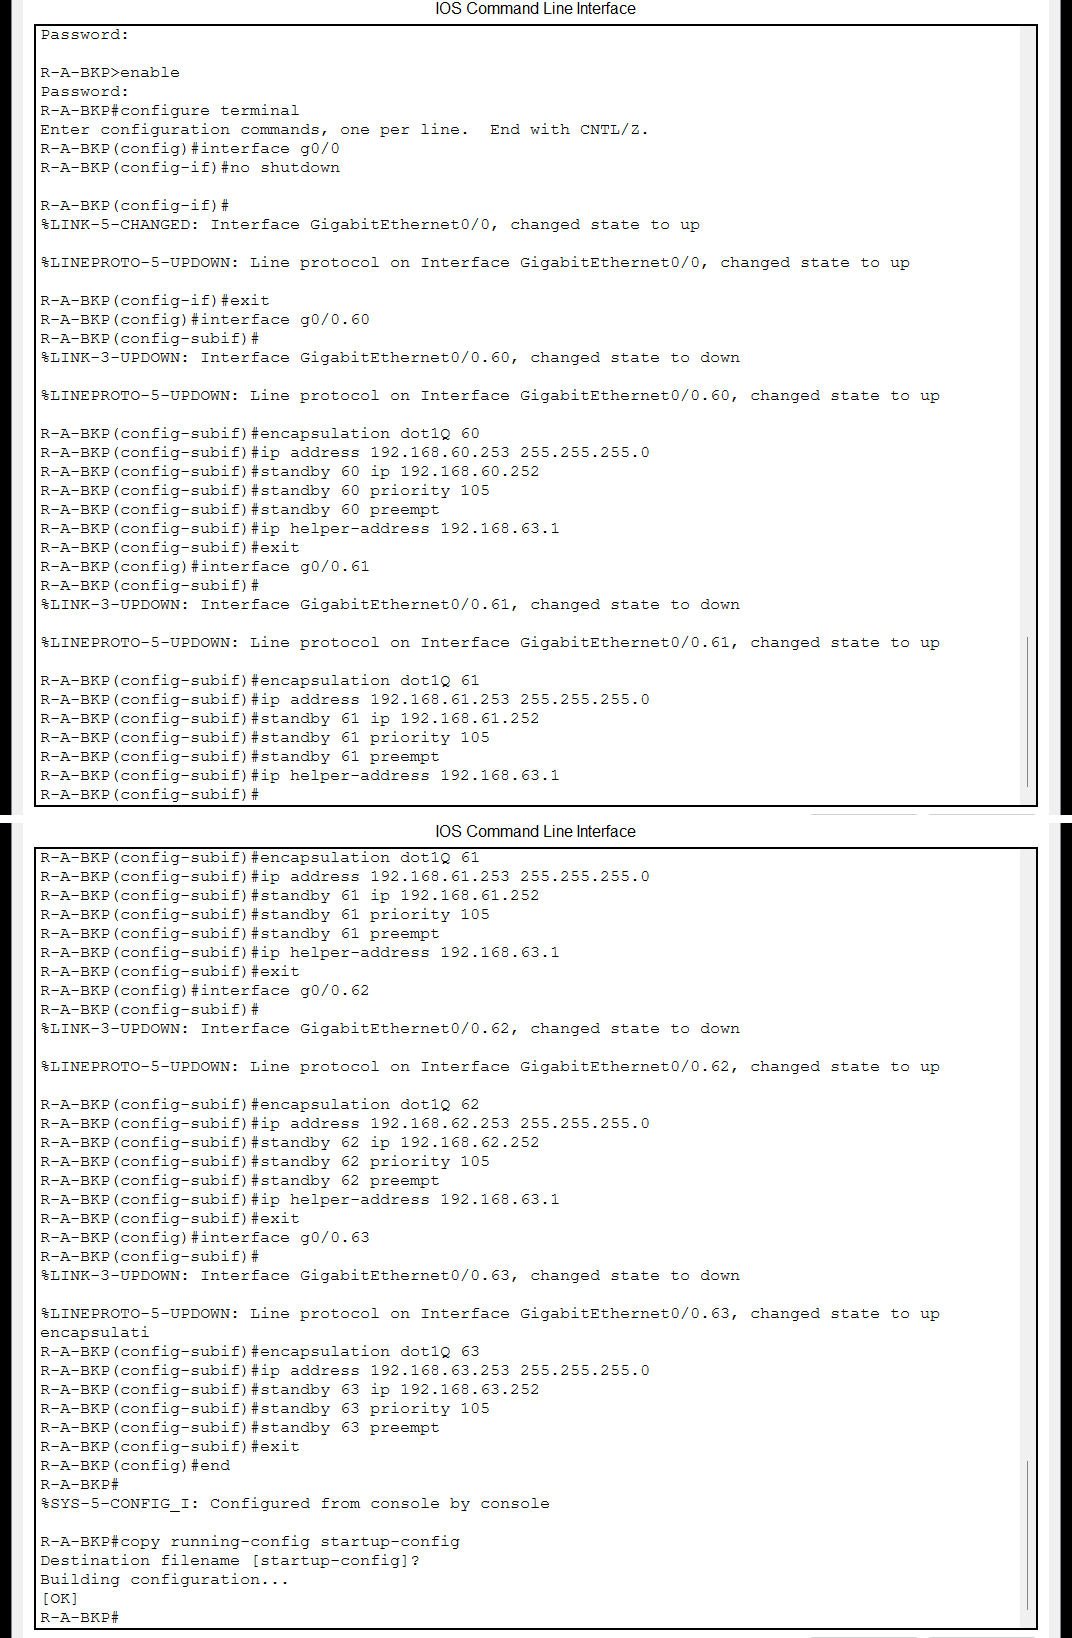 IOS Command Line Interface
Password:
R-A-BKP>enable
Password:
R-A-BKP#configure terminal
Enter configuration commands, one per line.  End with CNTL/Z.
R-A-BKP(config)#interface g0/0
R-A-BKP(config-if)#no shutdown
R-A-BKP(config-if)#
%LINK-5-CHANGED: Interface GigabitEthernet0/0, changed state to up
%LINEPROTO-5-UPDOWN: Line protocol on Interface GigabitEthernet0/0, changed state to up
R-A-BKP(config-if)#exit
R-A-BKP(config)#interface g0/0.60
R-A-BKP(config-subif)#
%LINK-3-UPDOWN: Interface GigabitEthernet0/0.60, changed state to down
%LINEPROTO-5-UPDOWN: Line protocol on Interface GigabitEthernet0/0.60, changed state to up
R-A-BKP(config-subif)#encapsulation dot1Q 60
R-A-BKP(config-subif)#ip address 192.168.60.253 255.255.255.0
R-A-BKP(config-subif)#standby 60 ip 192.168.60.252
R-A-BKP(config-subif)#standby 60 priority 105
R-A-BKP(config-subif)#standby 60 preempt
R-A-BKP(config-subif)#ip helper-address 192.168.63.1
R-A-BKP(config-subif)#exit
R-A-BKP(config)#interface g0/0.61
R-A-BKP(config-subif)#
%LINK-3-UPDOWN: Interface GigabitEthernet0/0.61, changed state to down
%LINEPROTO-5-UPDOWN: Line protocol on Interface GigabitEthernet0/0.61, changed state to up
R-A-BKP(config-subif)#encapsulation dot1Q 61
R-A-BKP(config-subif)#ip address 192.168.61.253 255.255.255.0
R-A-BKP(config-subif)#standby 61 ip 192.168.61.252
R-A-BKP(config-subif)#standby 61 priority 105
R-A-BKP(config-subif)#standby 61 preempt
R-A-BKP(config-subif)#ip helper-address 192.168.63.1
R-A-BKP(config-subif)#
IOS Command Line Interface
R-A-BKP(config-subif)#encapsulation dot1Q 61
R-A-BKP(config-subif)#ip address 192.168.61.253 255.255.255.0
R-A-BKP(config-subif)#standby 61 ip 192.168.61.252
R-A-BKP(config-subif)#standby 61 priority 105
R-A-BKP(config-subif)#standby 61 preempt
R-A-BKP(config-subif)#ip helper-address 192.168.63.1
R-A-BKP(config-subif)#exit
R-A-BKP(config)#interface g0/0.62
R-A-BKP(config-subif)#
%LINK-3-UPDOWN: Interface GigabitEthernet0/0.62, changed state to down
%LINEPROTO-5-UPDOWN: Line protocol on Interface GigabitEthernet0/0.62, changed state to up
R-A-BKP(config-subif)#encapsulation dot1Q 62
R-A-BKP(config-subif)#ip address 192.168.62.253 255.255.255.0
R-A-BKP(config-subif)#standby 62 ip 192.168.62.252
R-A-BKP(config-subif)#standby 62 priority 105
R-A-BKP(config-subif)#standby 62 preempt
R-A-BKP(config-subif)#ip helper-address 192.168.63.1
R-A-BKP(config-subif)#exit
R-A-BKP(config)#interface g0/0.63
R-A-BKP(config-subif)#
%LINK-3-UPDOWN: Interface GigabitEthernet0/0.63, changed state to down
%LINEPROTO-5-UPDOWN: Line protocol on Interface GigabitEthernet0/0.63, changed state to up
encapsulati
R-A-BKP(config-subif)#encapsulation dot1Q 63
R-A-BKP(config-subif)#ip address 192.168.63.253 255.255.255.0
R-A-BKP(config-subif)#standby 63 ip 192.168.63.252
R-A-BKP(config-subif)#standby 63 priority 105
R-A-BKP(config-subif)#standby 63 preempt
R-A-BKP(config-subif)#exit
R-A-BKP(config)#end
R-A-BKP#
%SYS-5-CONFIG_I: Configured from console by console
R-A-BKP#copy running-config startup-config
Destination filename [startup-config]?
Building configuration...
[OK]
R-A-BKP#